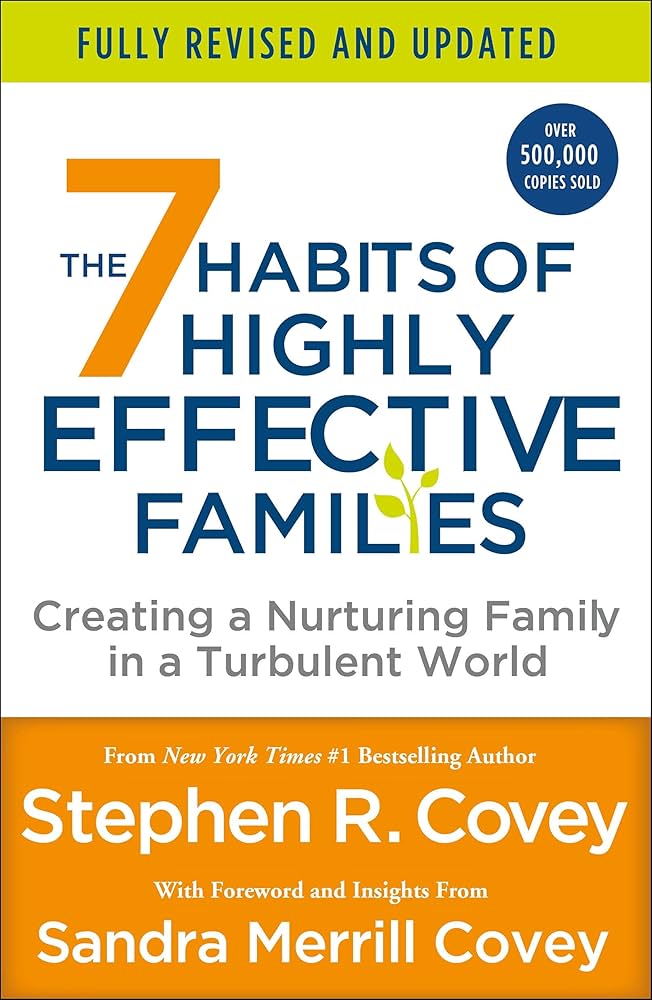 FULLY REVISED AND UPDATED
OVER
500,000
COPIES SOLD
THE 7 HABITS OF
HIGHLY
EFFECTIVE
FAMILIES
Creating a Nurturing Family
in a Turbulent World
From New York Times #1 Bestselling Author
Stephen R. Covey
With Foreword and Insights From
Sandra Merrill Covey